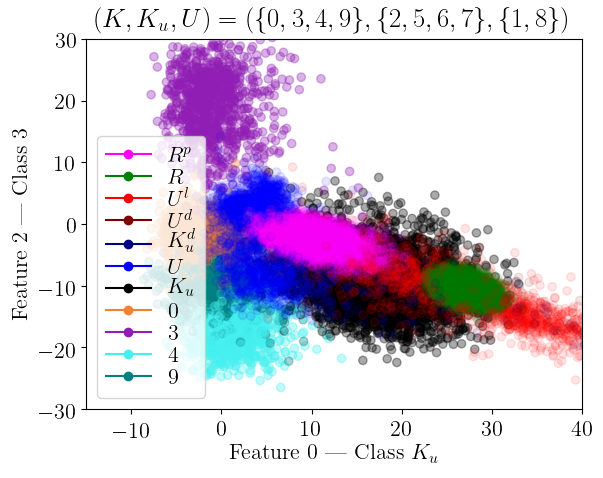 (K, K_u, U) = ({0, 3, 4, 9}, {2, 5, 6, 7}, {1, 8})
30
20
10
0
−10
−20
−30
Feature 2 — Class 3
R^p
R
U^l
U^d
K_u^d
U
K_u
0
3
4
9
−10
0
10
20
30
40
Feature 0 — Class K_u